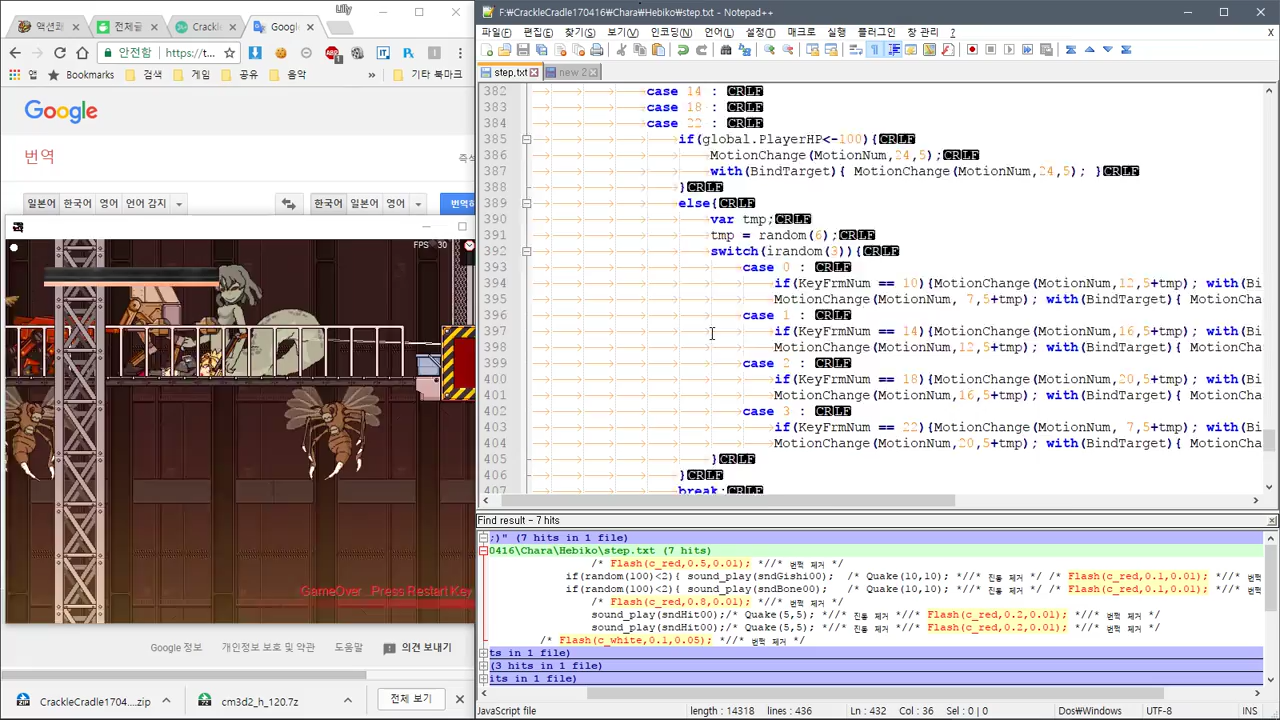 액션쾨
전제를
Crackle
Googl
Lilly
안전함
https://t...
앱
Bookmarks
검색
게임
공유
음악
»
기타 북마크
Google
번역
즉석
일본어 한국어 영어 언어 감지
한국어 일본어 영어
번역하
FPS 30
GameOver Press Restart Key
Google 정보
개인정보 보호 및 약관
도움말
의견 보내기
CrackleCradle1704....zip
cm3d2_h_120.7z
전체 보기
F:₩CrackleCradle170416₩Chara₩Hebiko₩step.txt - Notepad++
파일(F) 편집(E) 찾기(S) 보기(V) 인코딩(N) 언어(L) 설정(T) 매크로 실행 플러그인 창 관리 ?
X
step.txt
new 2
382 case 14 : CRLF
383 case 18 : CRLF
384 case 22 : CRLF
385 if(global.PlayerHP<-100){CRLF
386 MotionChange(MotionNum,24,5);CRLF
387 with(BindTarget){ MotionChange(MotionNum,24,5); }CRLF
388 }CRLF
389 else{CRLF
390 var tmp;CRLF
391 tmp = random(6);CRLF
392 switch(irandom(3)){CRLF
393 case 0 : CRLF
394 if(KeyFrmNum == 10){MotionChange(MotionNum,12,5+tmp); with(Bi
395 MotionChange(MotionNum, 7,5+tmp); with(BindTarget){ MotionCha
396 case 1 : CRLF
397 if(KeyFrmNum == 14){MotionChange(MotionNum,16,5+tmp); with(Bi
398 MotionChange(MotionNum,12,5+tmp); with(BindTarget){ MotionCha
399 case 2 : CRLF
400 if(KeyFrmNum == 18){MotionChange(MotionNum,20,5+tmp); with(Bi
401 MotionChange(MotionNum,16,5+tmp); with(BindTarget){ MotionCha
402 case 3 : CRLF
403 if(KeyFrmNum == 22){MotionChange(MotionNum, 7,5+tmp); with(Bi
404 MotionChange(MotionNum,20,5+tmp); with(BindTarget){ MotionCha
405 }CRLF
406 }CRLF
407 break;CRLF
Find result - 7 hits
;)" (7 hits in 1 file)
0416\Chara\Hebiko\step.txt (7 hits)
/* Flash(c_red,0.5,0.01); *//* 번쩍 제거 */
if(random(100)<2){ sound_play(sndGishi00); /* Quake(10,10); *//* 진동 제거 */ /* Flash(c_red,0.1,0.01); *//* 번쩍
if(random(100)<2){ sound_play(sndBone00); /* Quake(10,10); *//* 진동 제거 */ /* Flash(c_red,0.1,0.01); *//* 번쩍
/* Flash(c_red,0.8,0.01); *//* 번쩍 제거 */
sound_play(sndHit00);/* Quake(5,5); *//* 진동 제거 *//* Flash(c_red,0.2,0.01); *//* 번쩍 제거 */
sound_play(sndHit00);/* Quake(5,5); *//* 진동 제거 *//* Flash(c_red,0.2,0.01); *//* 번쩍 제거 */
/* Flash(c_white,0.1,0.05); *//* 번쩍 제거 */
ts in 1 file)
(3 hits in 1 file)
its in 1 file)
JavaScript file
length : 14318 lines : 436
Ln : 432 Col : 36 Sel : 0 | 0
Dos₩Windows
UTF-8
INS